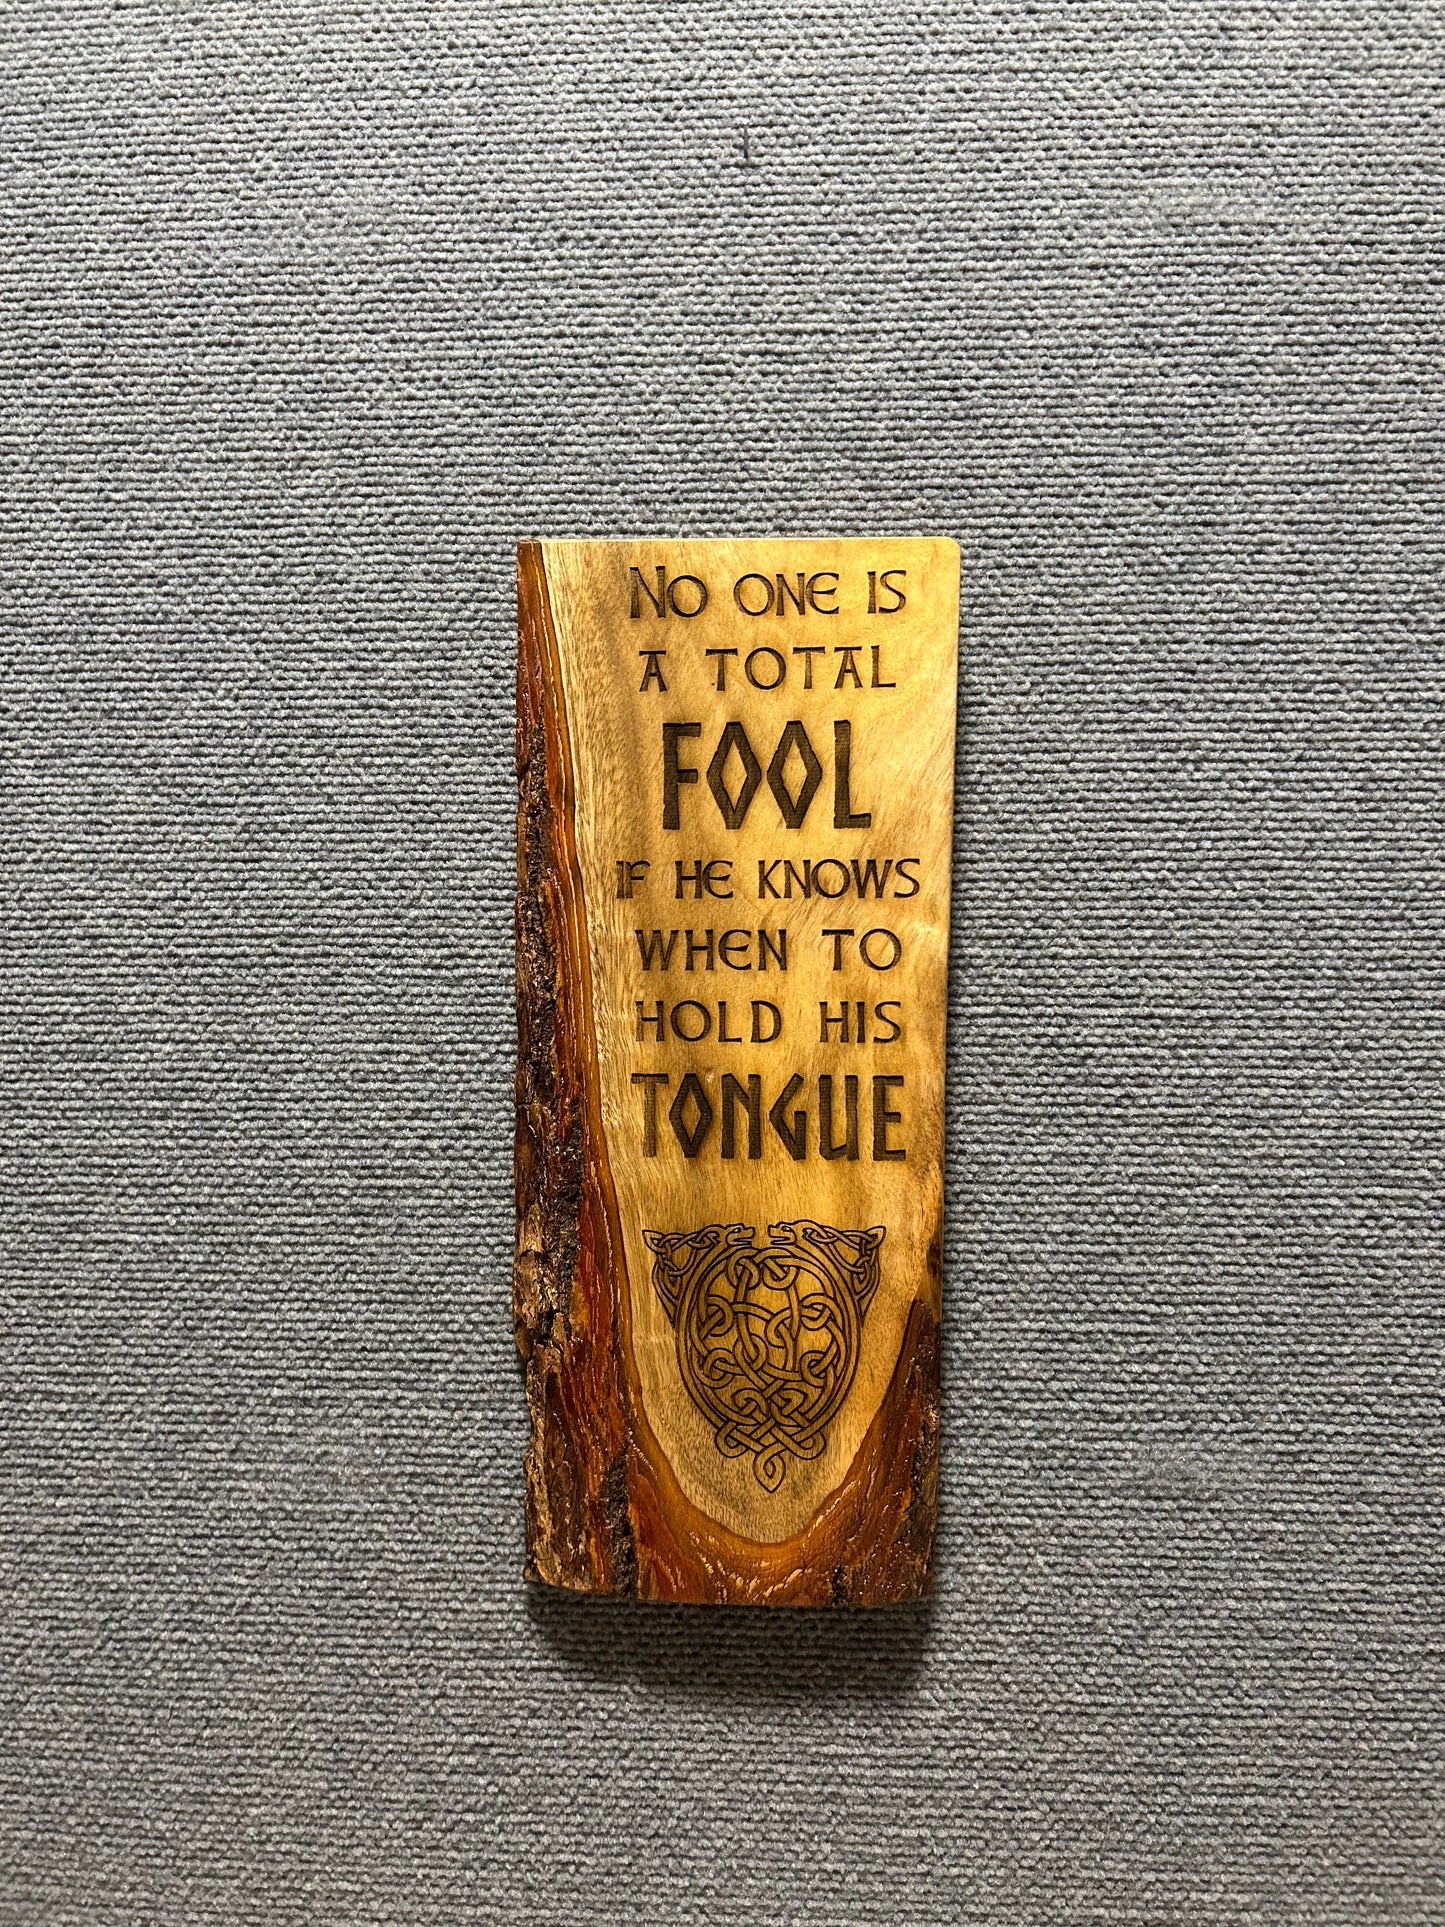 No one is
a total
FOOL
if he knows
when to
hold his
TONGUE